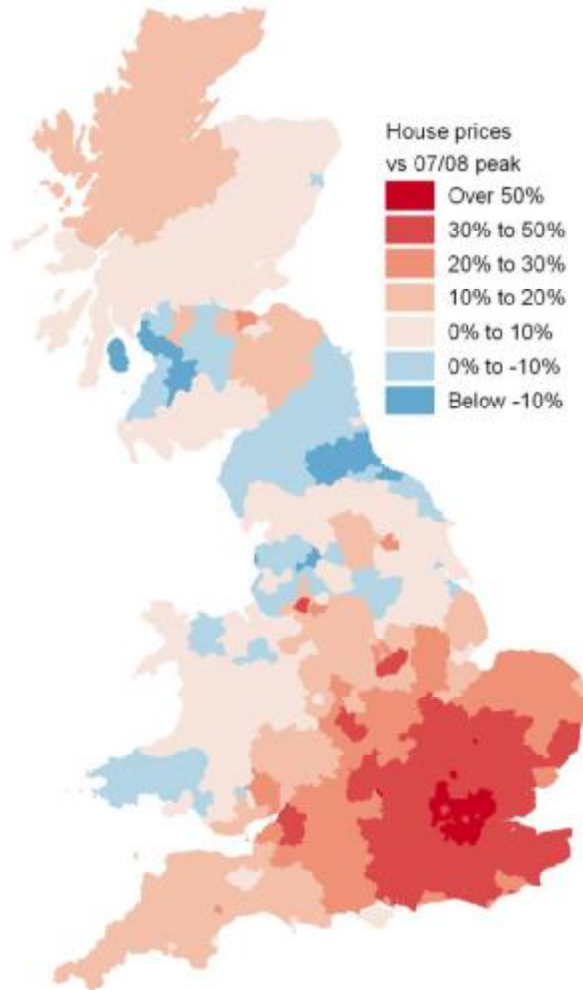 House prices
vs 07/08 peak
Over 50%
30% to 50%
20% to 30%
10% to 20%
0% to 10%
0% to -10%
Below -10%